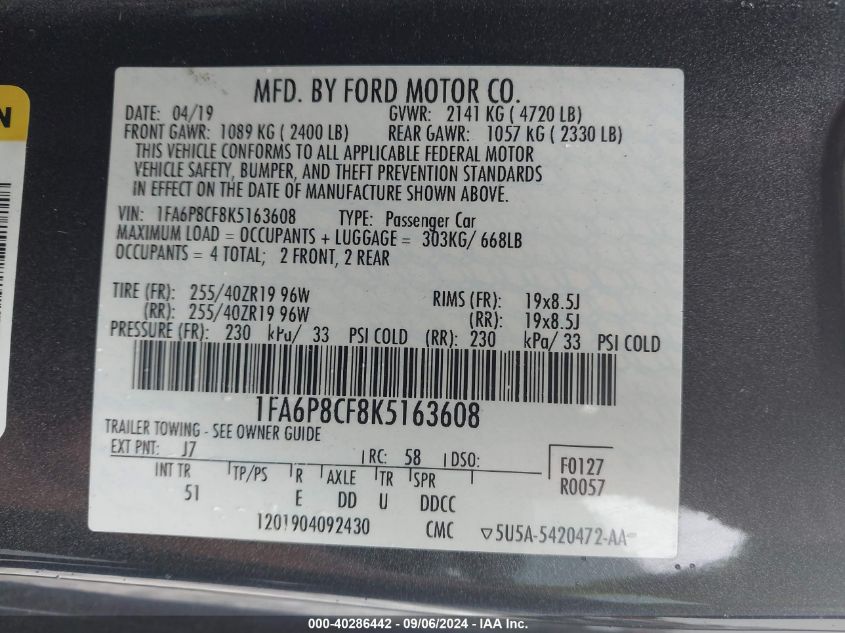 N
MFD. BY FORD MOTOR CO.
DATE: 04/19 GVWR: 2141 KG ( 4720 LB)
FRONT GAWR: 1089 KG ( 2400 LB) REAR GAWR: 1057 KG ( 2330 LB)
THIS VEHICLE CONFORMS TO ALL APPLICABLE FEDERAL MOTOR
VEHICLE SAFETY, BUMPER, AND THEFT PREVENTION STANDARDS
IN EFFECT ON THE DATE OF MANUFACTURE SHOWN ABOVE.
VIN: 1FA6P8CF8K5163608 TYPE: Passenger Car
MAXIMUM LOAD = OCCUPANTS + LUGGAGE = 303KG/ 668LB
OCCUPANTS = 4 TOTAL; 2 FRONT, 2 REAR
TIRE (FR): 255/40ZR19 96W RIMS (FR): 19x8.5J
(RR): 255/40ZR19 96W (RR): 19x8.5J
PRESSURE (FR): 230 kPa/ 33 PSI COLD (RR): 230 kPa/ 33 PSI COLD
1FA6P8CF8K5163608
TRAILER TOWING - SEE OWNER GUIDE
EXT PNT: J7 RC: 58 DSO: F0127
INT TR TP/PS R AXLE TR SPR R0057
51 E DD U DDCC
1201904092430 CMC ▽5U5A-5420472-AA
000-40286442 - 09/06/2024 - IAAI Inc.